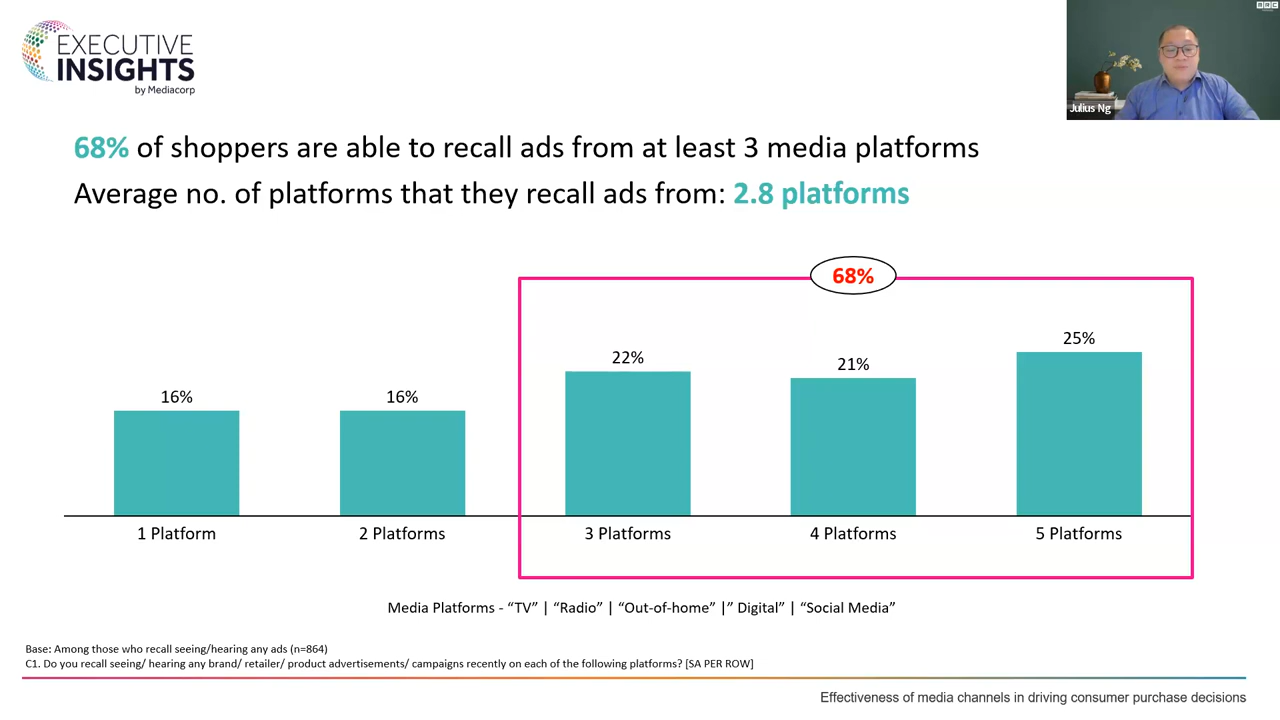 EXECUTIVE
INSIGHTS
by Mediacorp
BBC
Julius Ng
68% of shoppers are able to recall ads from at least 3 media platforms
Average no. of platforms that they recall ads from: 2.8 platforms
68%
16%
16%
22%
21%
25%
1 Platform
2 Platforms
3 Platforms
4 Platforms
5 Platforms
Media Platforms - “TV” | “Radio” | “Out-of-home” |” Digital” | “Social Media”
Base: Among those who recall seeing/hearing any ads (n=864)
C1. Do you recall seeing/ hearing any brand/ retailer/ product advertisements/ campaigns recently on each of the following platforms? [SA PER ROW]
Effectiveness of media channels in driving consumer purchase decisions